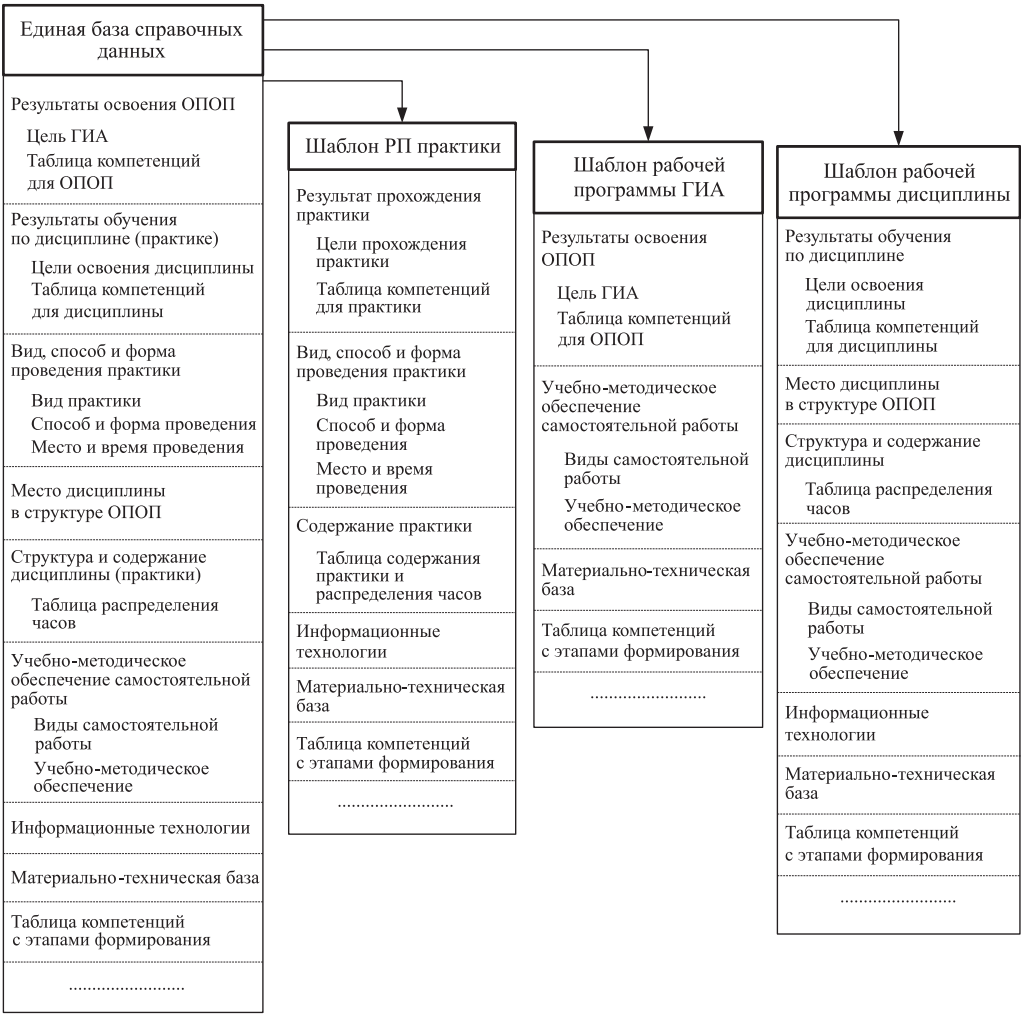 Единая база справочных
данных
Результаты освоения ОПОП
Цель ГИА
Таблица компетенций
для ОПОП
Результаты обучения
по дисциплине (практике)
Цели освоения дисциплины
Таблица компетенций
для дисциплины
Вид, способ и форма
проведения практики
Вид практики
Способ и форма проведения
Место и время проведения
Место дисциплины
в структуре ОПОП
Структура и содержание
дисциплины (практики)
Таблица распределения
часов
Учебно-методическое
обеспечение самостоятельной
работы
Виды самостоятельной
работы
Учебно-методическое
обеспечение
Информационные технологии
Материально-техническая база
Таблица компетенций
с этапами формирования
.........................
Шаблон РП практики
Результат прохождения
практики
Цели прохождения
практики
Таблица компетенций
для практики
Вид, способ и форма
проведения практики
Вид практики
Способ и форма
проведения
Место и время
проведения
Содержание практики
Таблица содержания
практики и
распределения часов
Информационные
технологии
Материально-техническая
база
Таблица компетенций
с этапами формирования
.........................
Шаблон рабочей
программы ГИА
Результаты освоения
ОПОП
Цель ГИА
Таблица компетенций
для ОПОП
Учебно-методическое
обеспечение
самостоятельной работы
Виды самостоятельной
работы
Учебно-методическое
обеспечение
Материально-техническая
база
Таблица компетенций
с этапами формирования
.........................
Шаблон рабочей
программы дисциплины
Результаты обучения
по дисциплине
Цели освоения
дисциплины
Таблица компетенций
для дисциплины
Место дисциплины
в структуре ОПОП
Структура и содержание
дисциплины
Таблица распределения
часов
Учебно-методическое
обеспечение
самостоятельной работы
Виды самостоятельной
работы
Учебно-методическое
обеспечение
Информационные
технологии
Материально-техническая
база
Таблица компетенций
с этапами формирования
.........................